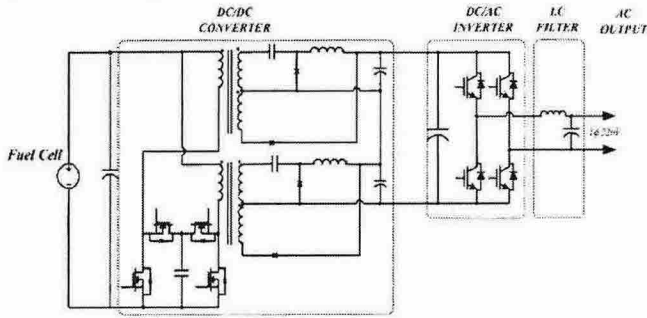 DC/DC
CONVERTER
DC/AC
INVERTER
LC
FILTER
AC
OUTPUT
Fuel Cell